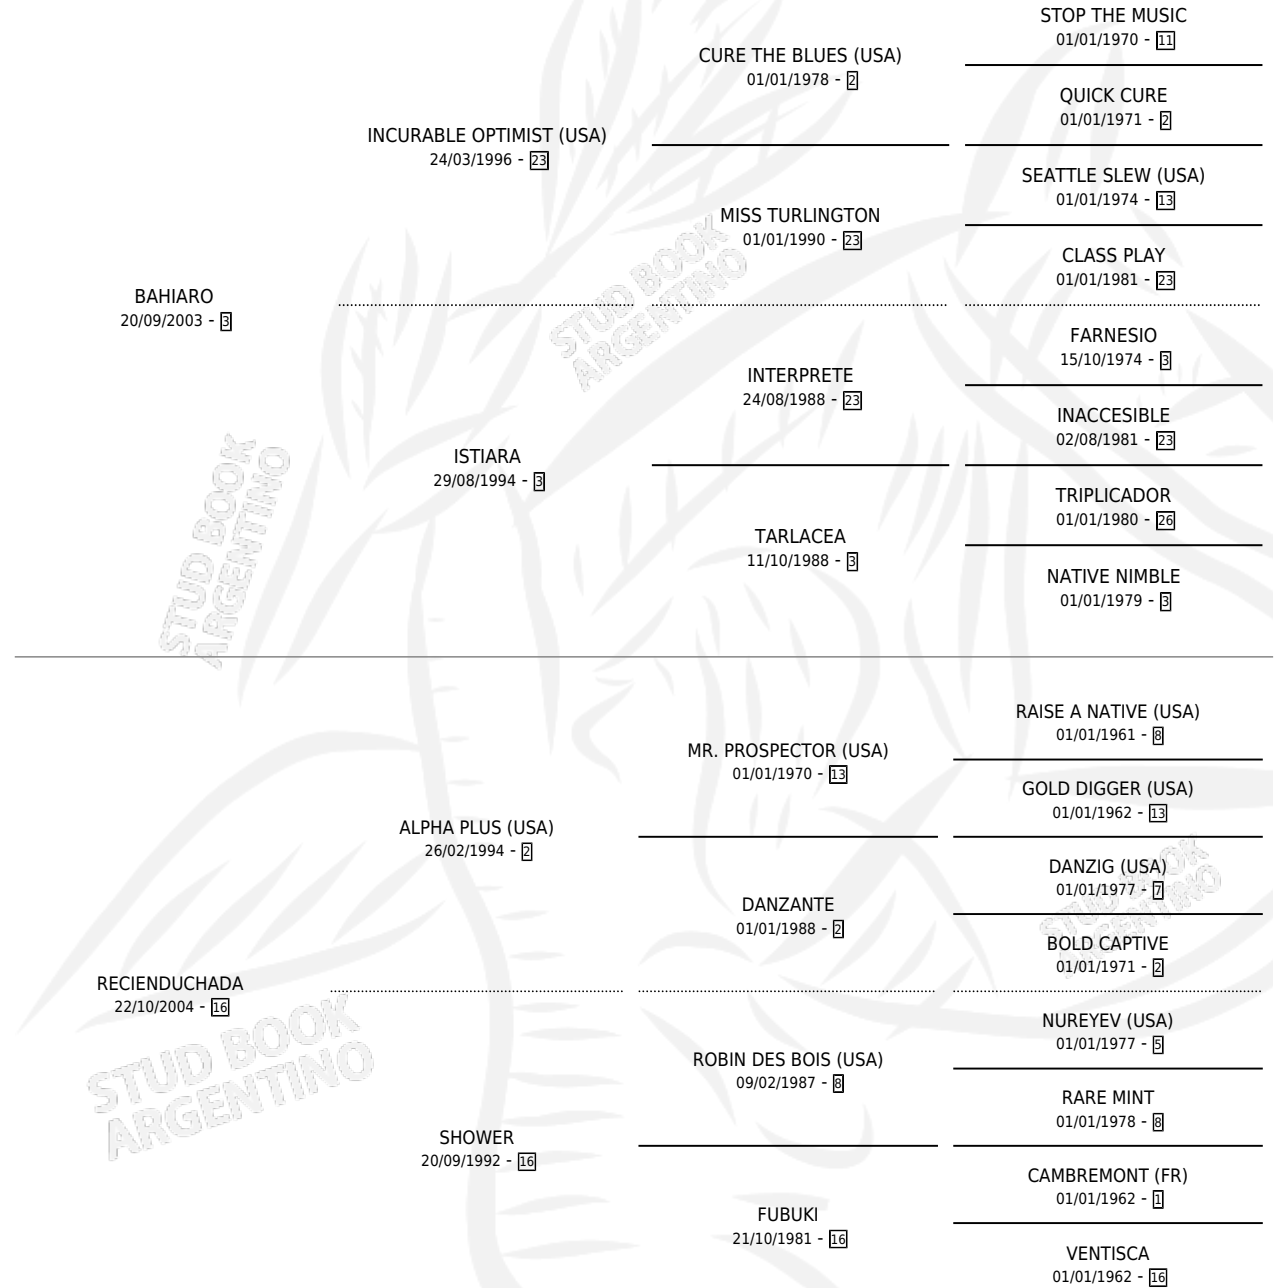 STOP THE MUSIC
01/01/1970 - 11
CURE THE BLUES (USA)
01/01/1978 - 2
QUICK CURE
01/01/1971 - 2
INCURABLE OPTIMIST (USA)
24/03/1996 - 23
SEATTLE SLEW (USA)
01/01/1974 - 13
MISS TURLINGTON
01/01/1990 - 23
CLASS PLAY
01/01/1981 - 23
BAHIARO
20/09/2003 - 3
STUD BOOK
ARGENTINO
FARNESIO
15/10/1974 - 3
INTERPRETE
24/08/1988 - 23
INACCESIBLE
02/08/1981 - 23
ISTIARA
29/08/1994 - 3
TRIPLICADOR
01/01/1980 - 26
TARLACEA
11/10/1988 - 3
NATIVE NIMBLE
01/01/1979 - 3
STUD BOOK
ARGENTINO
RAISE A NATIVE (USA)
01/01/1961 - 8
MR. PROSPECTOR (USA)
01/01/1970 - 13
GOLD DIGGER (USA)
01/01/1962 - 13
ALPHA PLUS (USA)
26/02/1994 - 2
DANZIG (USA)
01/01/1977 - 7
STUD BOOK
ARGENTINO
DANZANTE
01/01/1988 - 2
BOLD CAPTIVE
01/01/1971 - 2
RECIENDUCHADA
22/10/2004 - 16
STUD BOOK
ARGENTINO
NUREYEV (USA)
01/01/1977 - 5
ROBIN DES BOIS (USA)
09/02/1987 - 8
RARE MINT
01/01/1978 - 8
SHOWER
20/09/1992 - 16
CAMBREMONT (FR)
01/01/1962 - 1
FUBUKI
21/10/1981 - 16
VENTISCA
01/01/1962 - 16